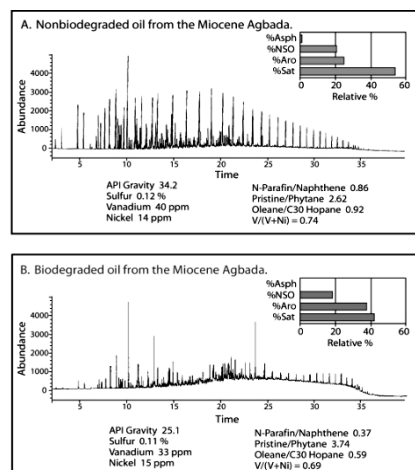 A. Nonbiodegraded oil from the Miocene Agbada.
%Asph
%NSO
%Aro
%Sat
0 20 40 60
Relative %
Abundance
4000
3000
2000
1000
0
10 15 20 25 30 35
Time
API Gravity 34.2
Sulfur 0.12 %
Vanadium 40 ppm
Nickel 14 ppm
N-Parafin/Naphthene 0.86
Pristine/Phytane 2.62
Oleane/C30 Hopane 0.92
V/(V+Ni) = 0.74
B. Biodegraded oil from the Miocene Agbada.
%Asph
%NSO
%Aro
%Sat
0 20 40 60
Relative %
Abundance
4000
3000
2000
1000
0
10 15 20 25 30 35
Time
API Gravity 25.1
Sulfur 0.11 %
Vanadium 33 ppm
Nickel 15 ppm
N-Parafin/Naphthene 0.37
Pristine/Phytane 3.74
Oleane/C30 Hopane 0.59
V/(V+Ni) = 0.69